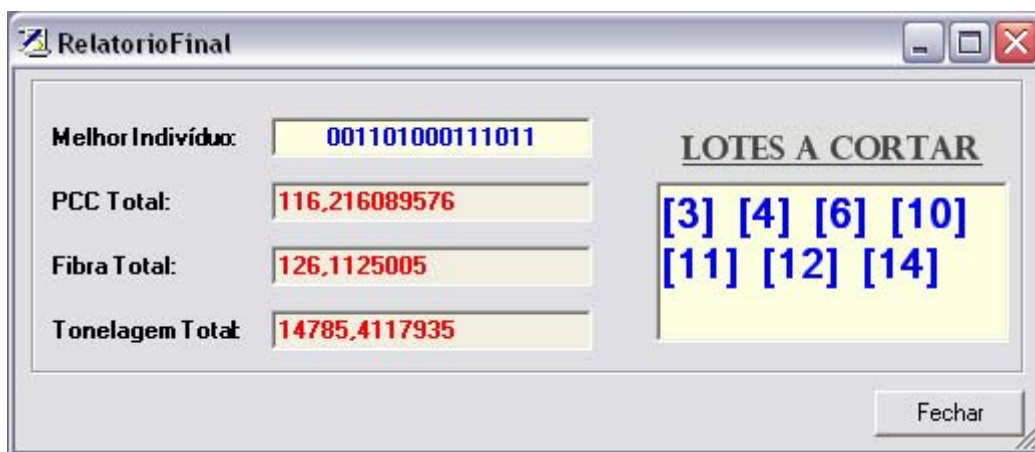 RelatorioFinal
Melhor Indivíduo:
001101000111011
PCC Total:
116,216089576
Fibra Total:
126,1125005
Tonelagem Total:
14785,4117935
LOTES A CORTAR
[3] [4] [6] [10]
[11] [12] [14]
Fechar